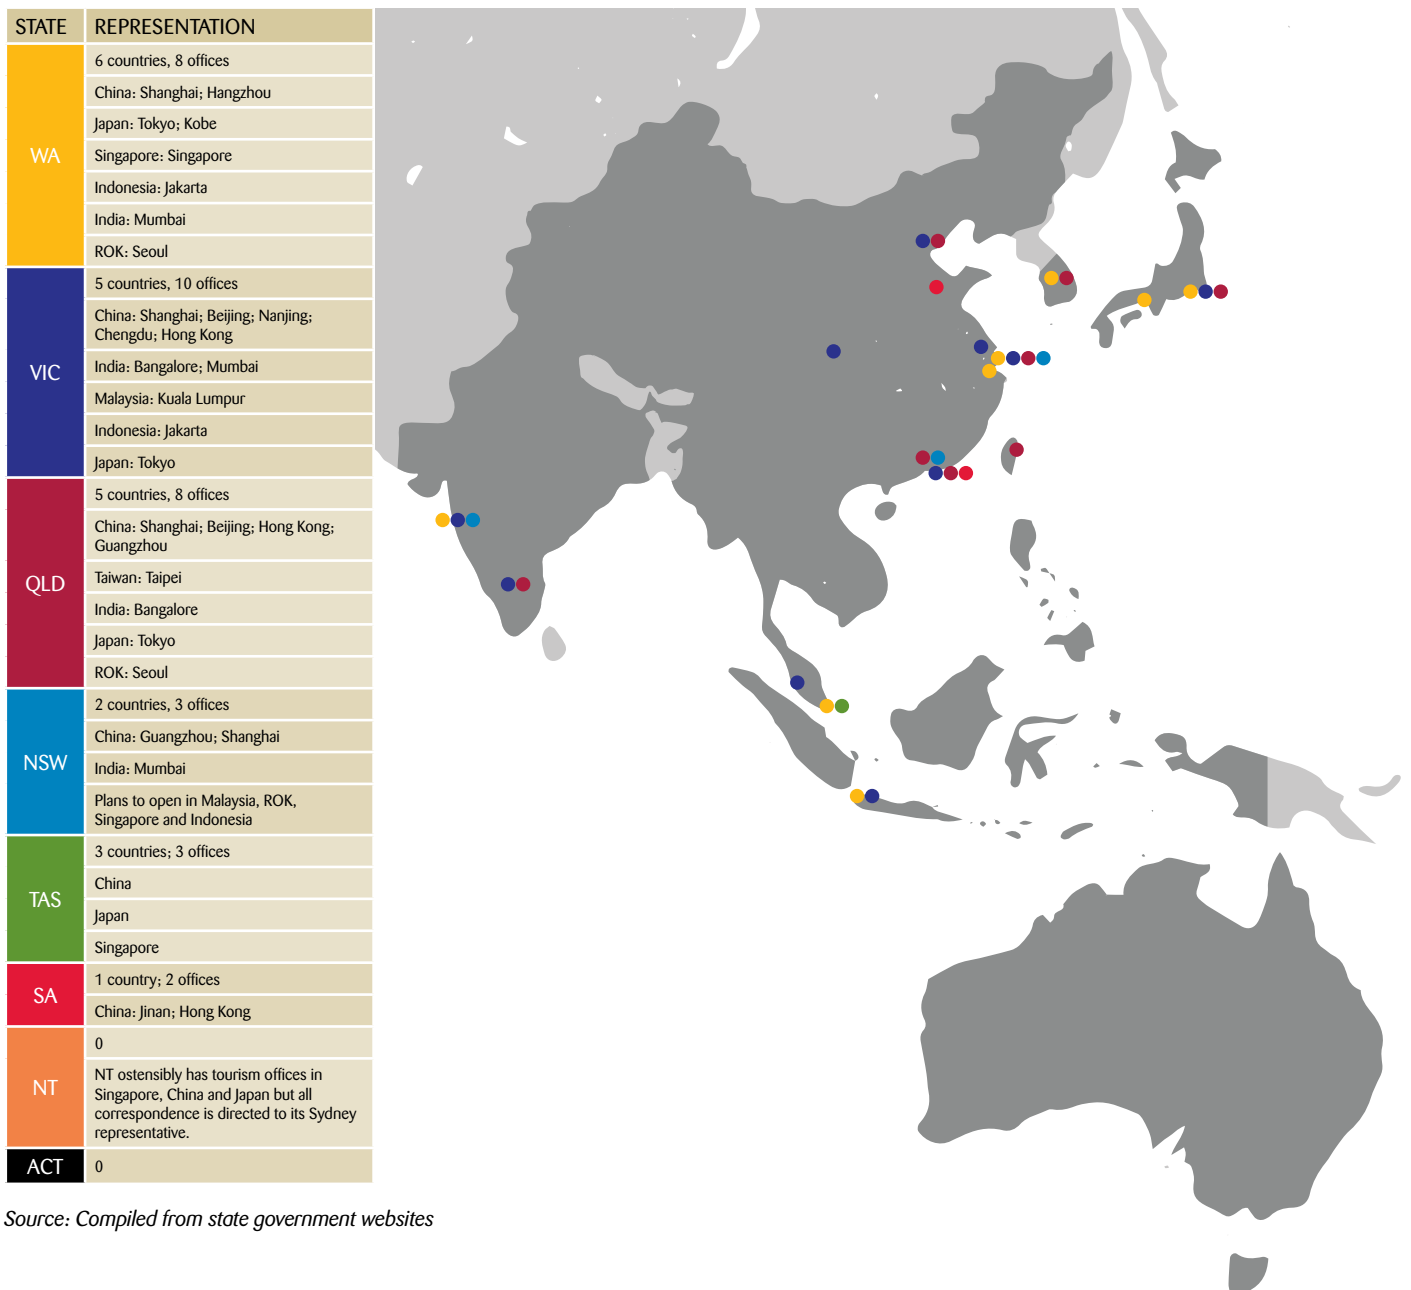 STATE REPRESENTATION
WA
6 countries, 8 offices
China: Shanghai; Hangzhou
Japan: Tokyo; Kobe
Singapore: Singapore
Indonesia: Jakarta
India: Mumbai
ROK: Seoul
VIC
5 countries, 10 offices
China: Shanghai; Beijing; Nanjing;
Chengdu; Hong Kong
India: Bangalore; Mumbai
Malaysia: Kuala Lumpur
Indonesia: Jakarta
Japan: Tokyo
QLD
5 countries, 8 offices
China: Shanghai; Beijing; Hong Kong;
Guangzhou
Taiwan: Taipei
India: Bangalore
Japan: Tokyo
ROK: Seoul
NSW
2 countries, 3 offices
China: Guangzhou; Shanghai
India: Mumbai
Plans to open in Malaysia, ROK,
Singapore and Indonesia
TAS
3 countries; 3 offices
China
Japan
Singapore
SA
1 country; 2 offices
China: Jinan; Hong Kong
NT
0
NT ostensibly has tourism offices in
Singapore, China and Japan but all
correspondence is directed to its Sydney
representative.
ACT
0
Source: Compiled from state government websites